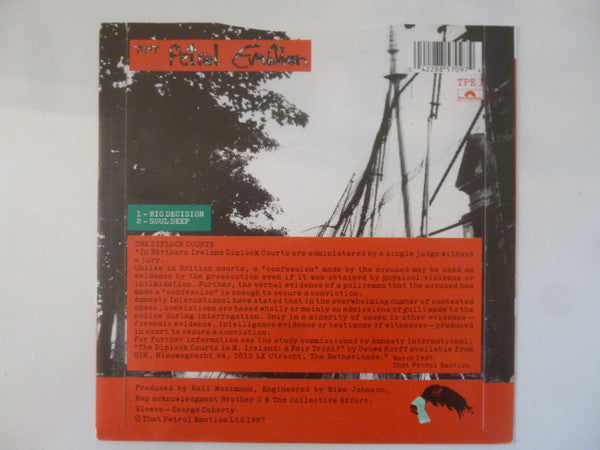 THAT Petrol Emotion
0 42288 57097
TPE 1
1 - BIG DECISION
2 - SOUL DEEP
THE DIPLOCK COURTS
"In Northern Ireland Diplock Courts are administered by a single judge without
a jury.
Unlike in British courts, a "confession" made by the accused may be used as
evidence by the prosecution even if it was obtained by physical violence or
intimidation. Further, the verbal evidence of a policeman that the accused has
made a "confession" is enough to secure a conviction.
Amnesty International have stated that in the overwhelming number of contested
cases, convictions are based wholly or mainly on admissions of guilt made to the
police during interrogation. Only in a minority of cases is other evidence –
forensic evidence, intelligence evidence or testimony of witnesses – produced
in court to secure a conviction.
For further information use the study commissioned by Amnesty International:
"The Diplock Courts in N. Ireland: A Fair Trial?" by Douwe Korff available from
SIM, Nieuwegracht 94, 3512 LX Utrecht, The Netherlands."
March 1987.
That Petrol Emotion.
Produced by Roli Mosimann, Engineered by Mike Johnson,
Rap acknowledgment Brother D & The Collective Effort.
Sleeve – George Doherty
© That Petrol Emotion Ltd 1987